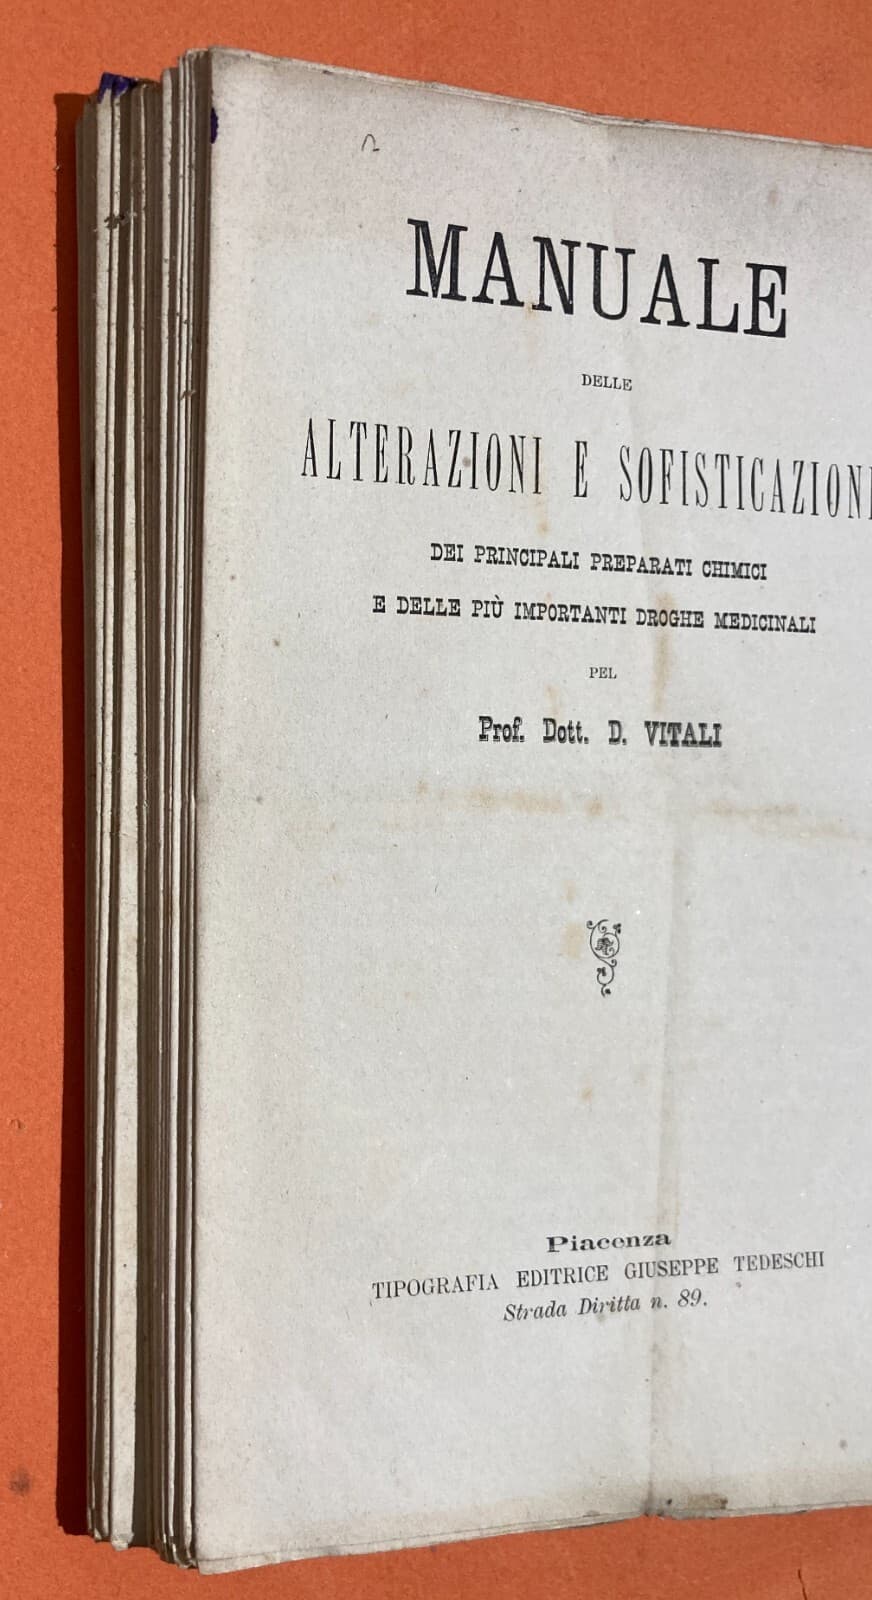 MANUALE
DELLE
ALTERAZIONI E SOFISTICAZIONI
DEI PRINCIPALI PREPARATI CHIMICI
E DELLE PIÙ IMPORTANTI DROGHE MEDICINALI
PEL
Prof. Dott. D. VITALI
Piacenza
TIPOGRAFIA EDITRICE GIUSEPPE TEDESCHI
Strada Diritta n. 89.